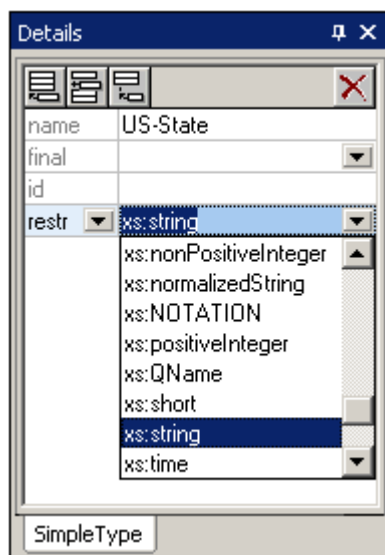 Details
name US-State
final
id
restr xs:string
xs:nonPositiveInteger
xs:normalizedString
xs:NOTATION
xs:positiveInteger
xs:QName
xs:short
xs:string
xs:time
SimpleType